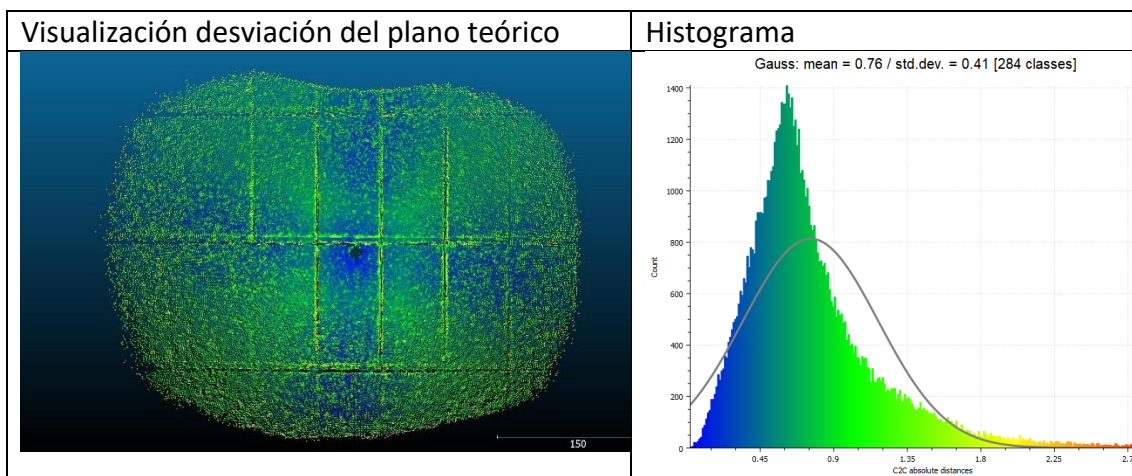 Visualización desviación del plano teórico
Histograma
Gauss: mean = 0.76 / std.dev. = 0.41 [284 classes]
1400
1200
1000
800
600
400
200
0
Count
0.45
0.9
1.35
1.8
2.25
C2C absolute distances
150